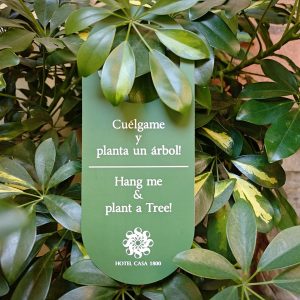 Cuélgame
y
planta un árbol!
Hang me
&
plant a Tree!
HOTEL CASA 1800